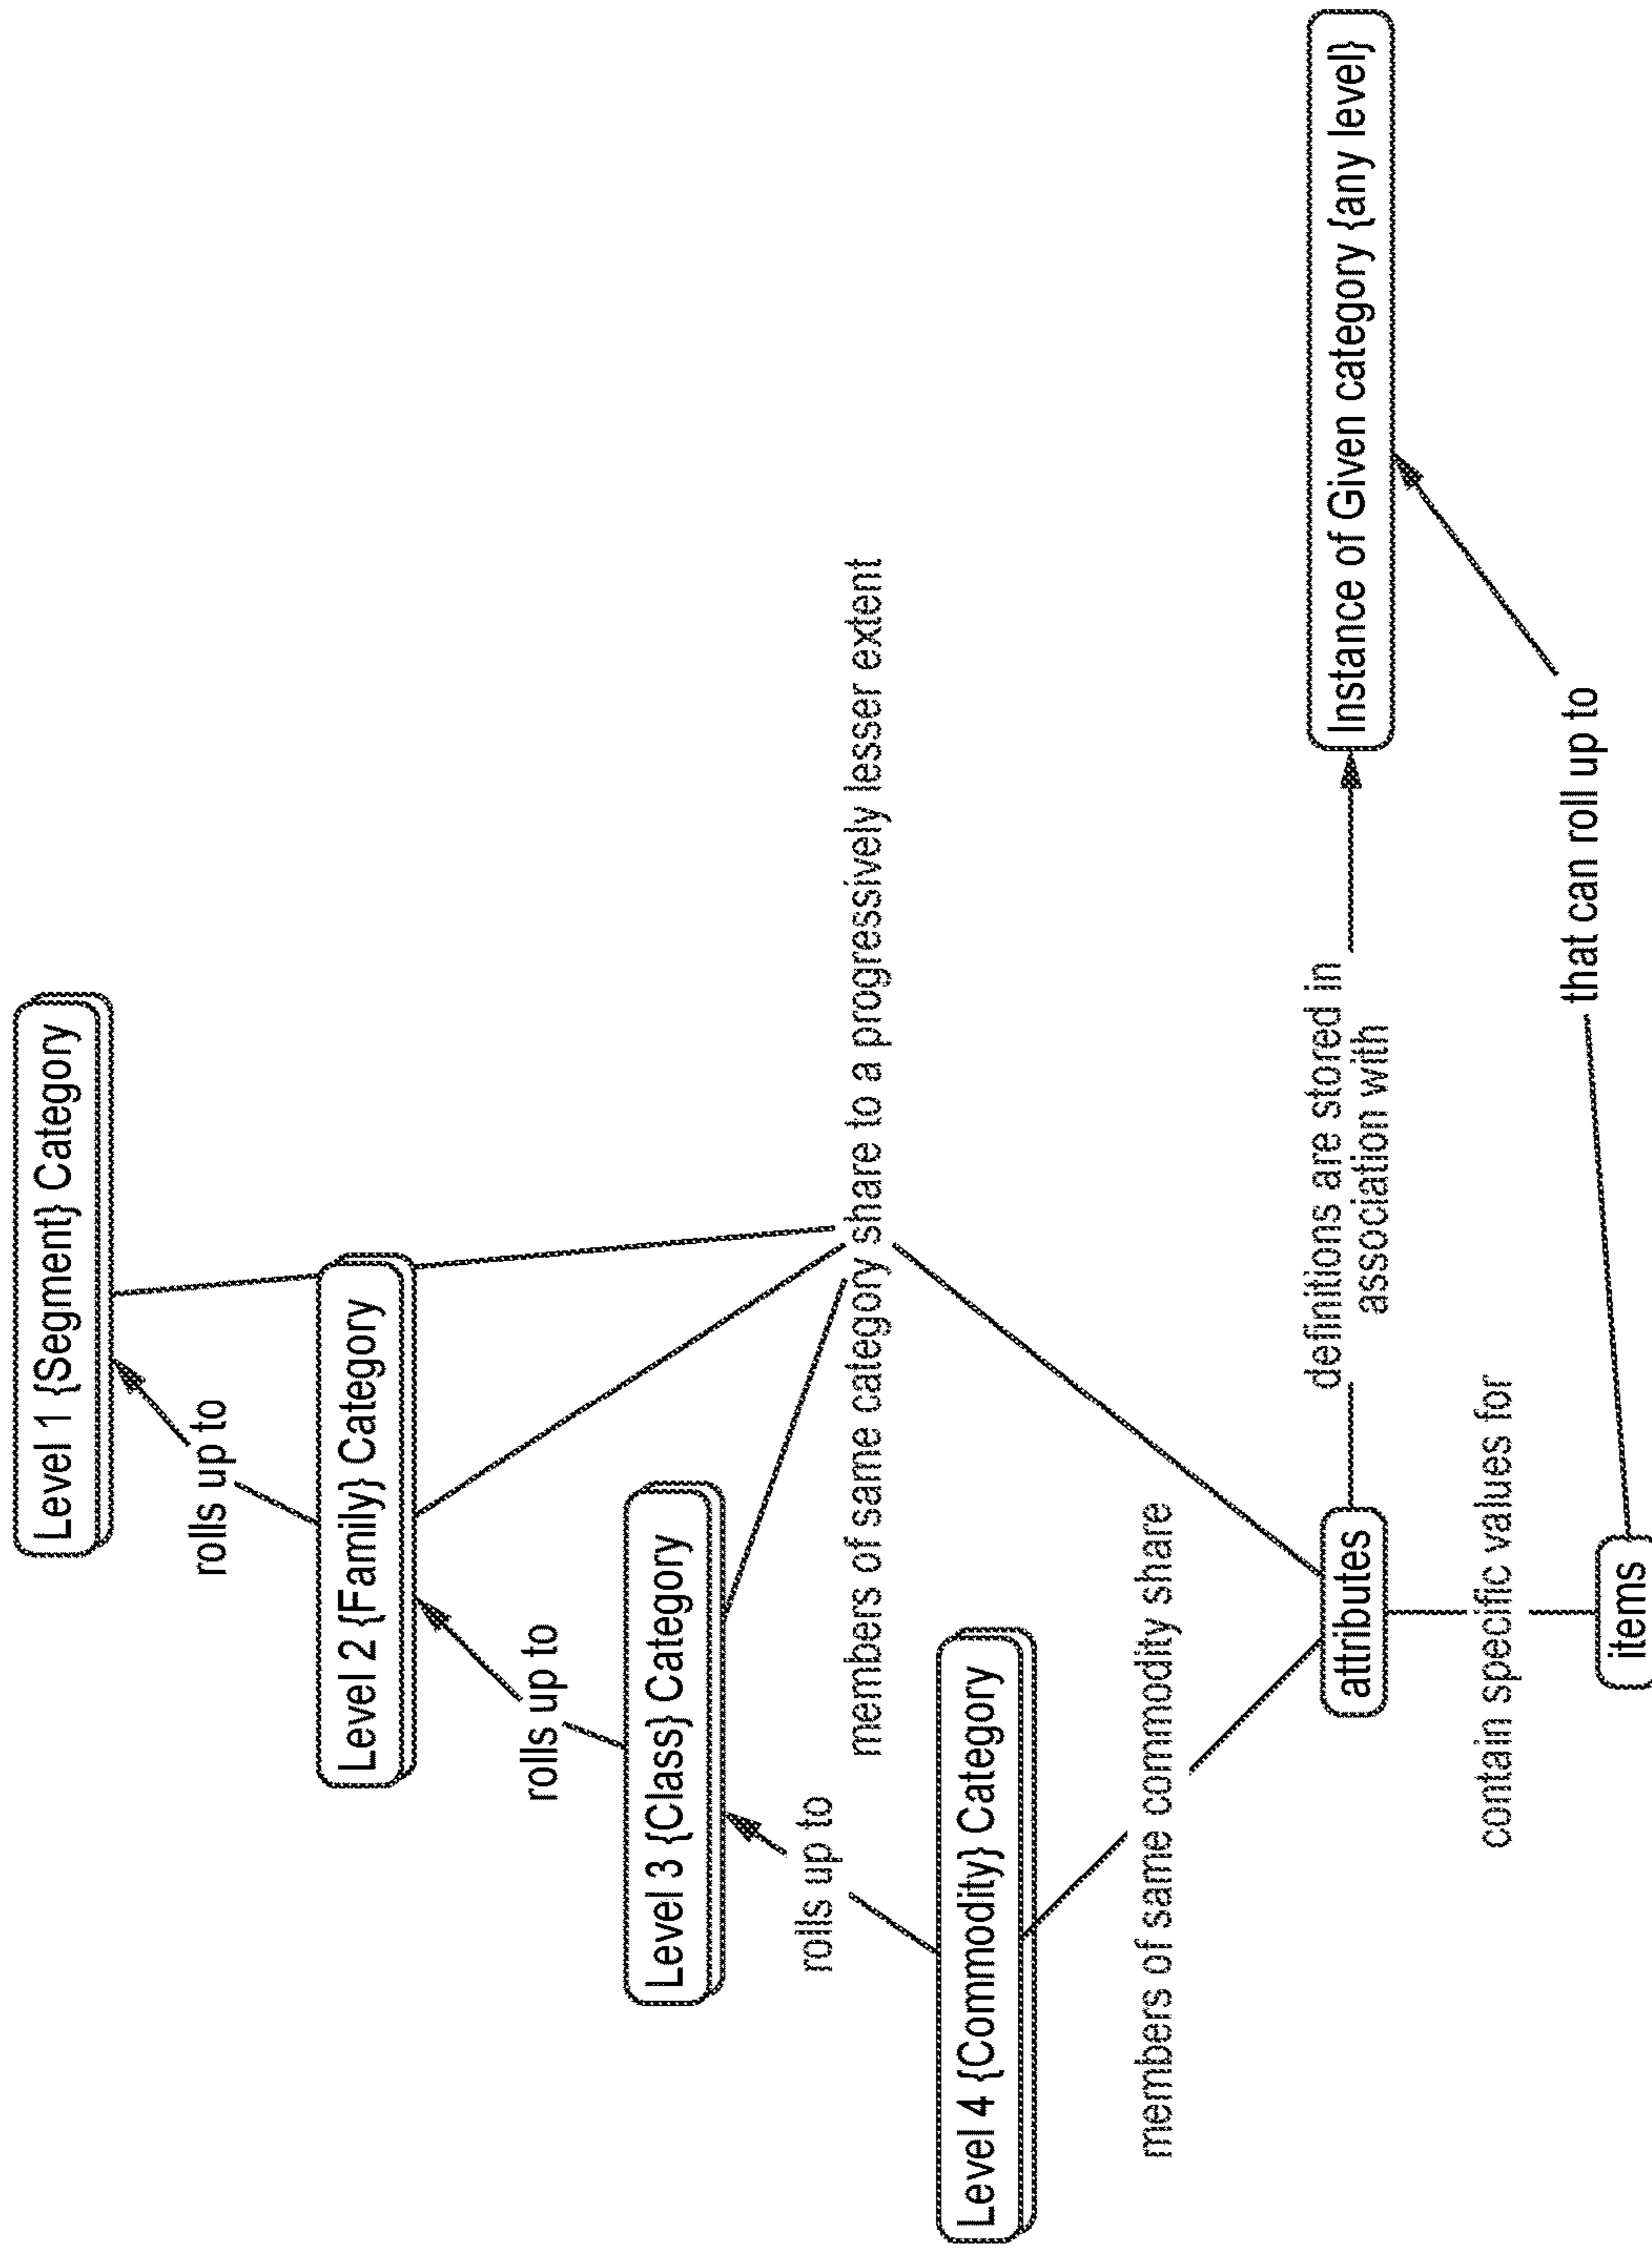 Level 1 {Segment} Category
rolls up to
Level 2 {Family} Category
rolls up to
Level 3 {Class} Category
rolls up to
members of same category share to a progressively lesser extent
Level 4 {Commodity} Category
members of same commodity share
attributes
definitions are stored in
association with
Instance of Given category {any level}
contain specific values for
that can roll up to
items